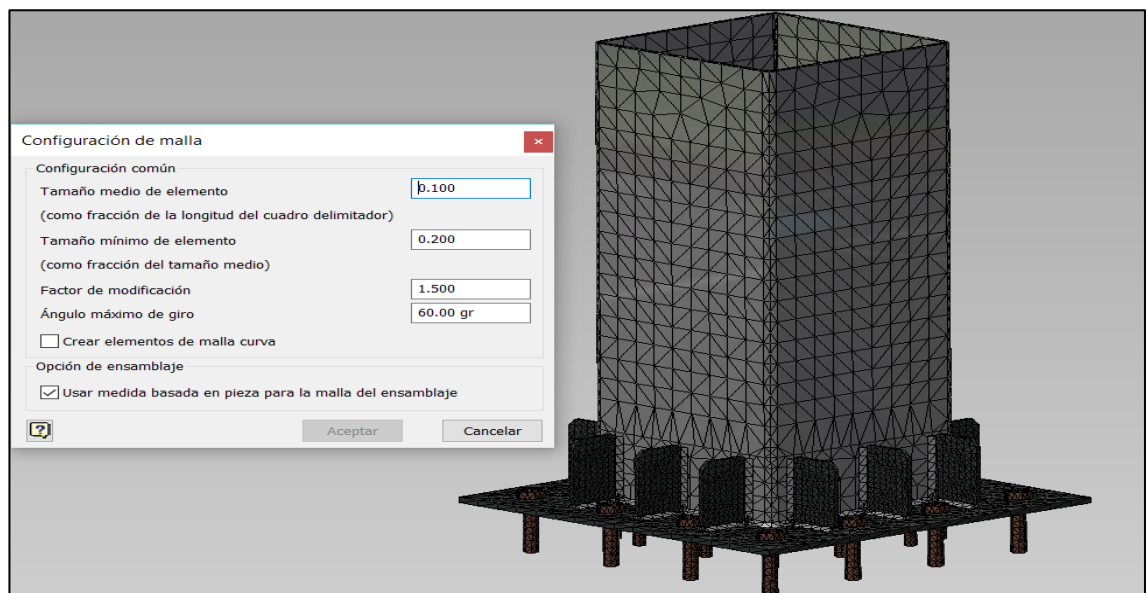 Configuración de malla
Configuración común
Tamaño medio de elemento 0.100
(como fracción de la longitud del cuadro delimitador)
Tamaño mínimo de elemento 0.200
(como fracción del tamaño medio)
Factor de modificación 1.500
Ángulo máximo de giro 60.00 gr
Crear elementos de malla curva
Opción de ensamblaje
Usar medida basada en pieza para la malla del ensamblaje
Aceptar Cancelar